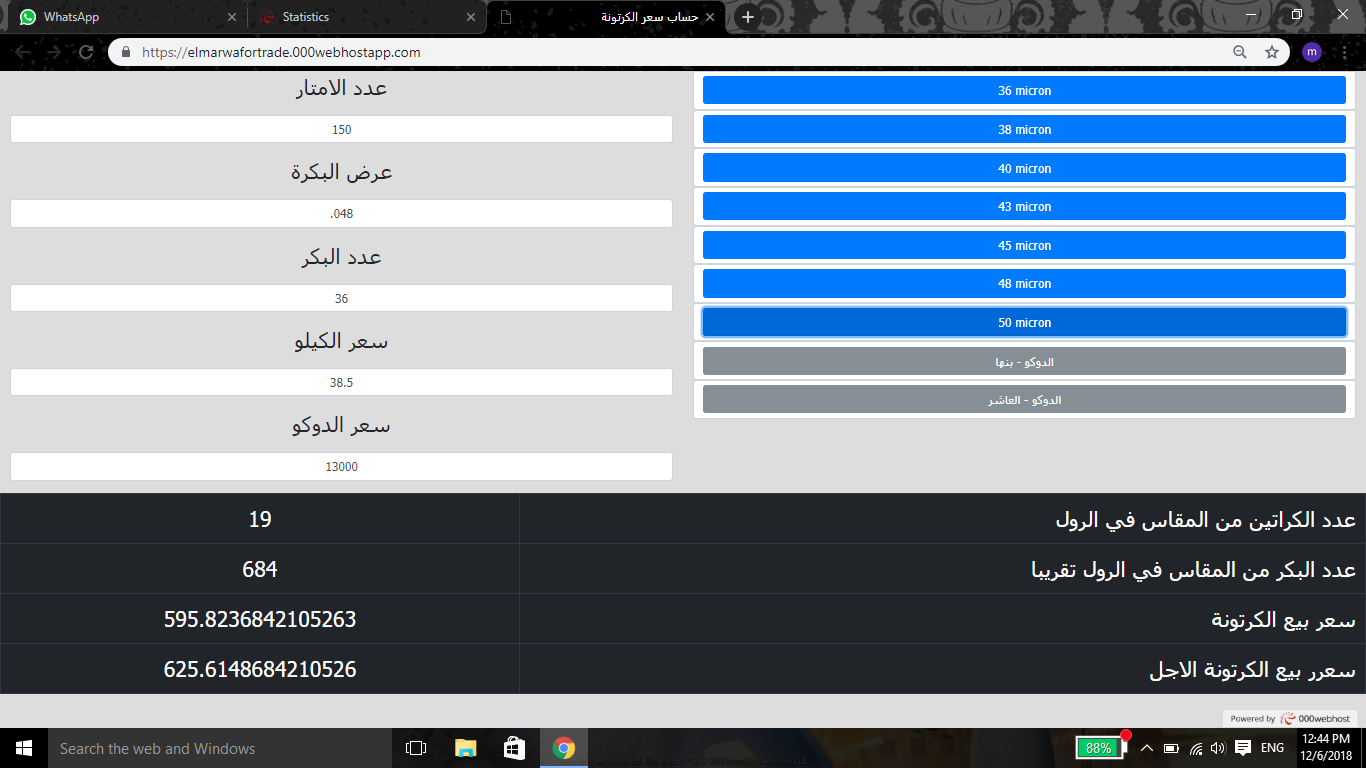 WhatsApp
Statistics
حساب سعر الكرتونة
https://elmarwafortrade.000webhostapp.com
m
عدد الامتار
150
عرض البكرة
.048
عدد البكر
36
سعر الكيلو
38.5
سعر الدوكو
13000
36 micron
38 micron
40 micron
43 micron
45 micron
48 micron
50 micron
الدوكو - بنها
الدوكو - العاشر
عدد الكراتين من المقاس في الرول 19
عدد البكر من المقاس في الرول تقريبا 684
سعر بيع الكرتونة 595.8236842105263
سعرر بيع الكرتونة الاجل 625.6148684210526
Powered by 000webhost
Search the web and Windows
88%
ENG
12:44 PM
12/6/2018